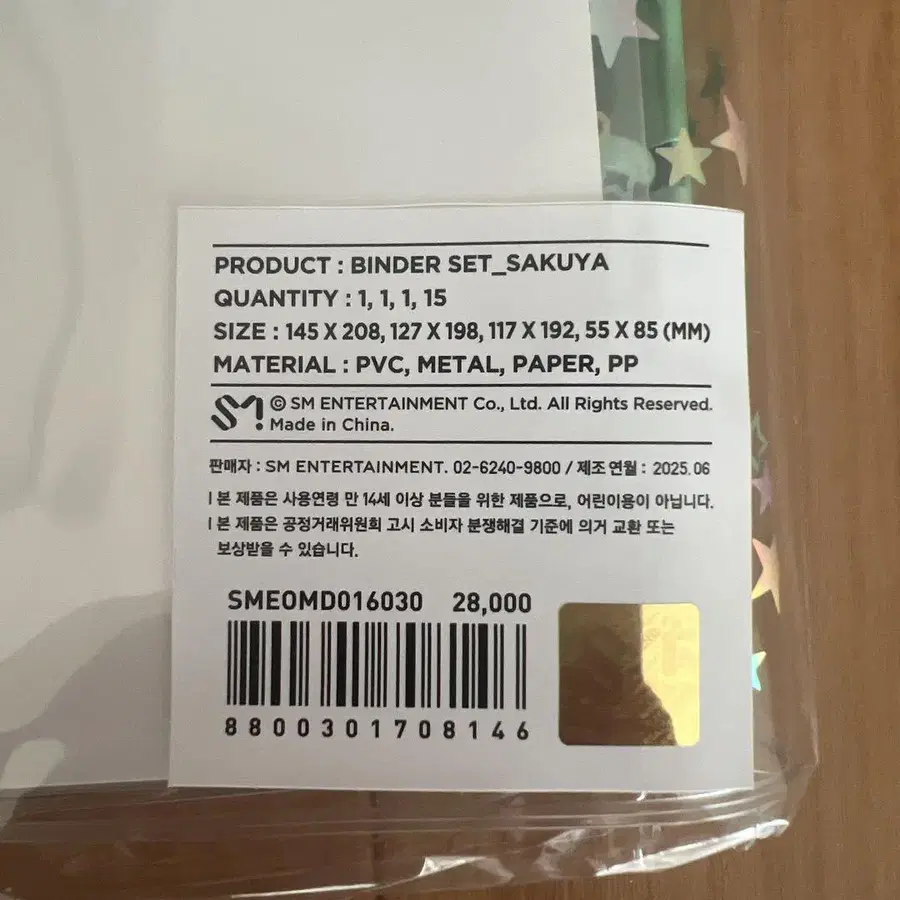 PRODUCT : BINDER SET_SAKUYA
QUANTITY : 1, 1, 1, 15
SIZE : 145 X 208, 127 X 198, 117 X 192, 55 X 85 (MM)
MATERIAL : PVC, METAL, PAPER, PP
SM! © SM ENTERTAINMENT Co., Ltd. All Rights Reserved.
Made in China.
판매자 : SM ENTERTAINMENT. 02-6240-9800 / 제조 연월 : 2025.06
| 본 제품은 사용연령 만 14세 이상 분들을 위한 제품으로, 어린이용이 아닙니다.
| 본 제품은 공정거래위원회 고시 소비자 분쟁해결 기준에 의거 교환 또는
보상받을 수 있습니다.
SMEOMD016030 28,000
8800301708146